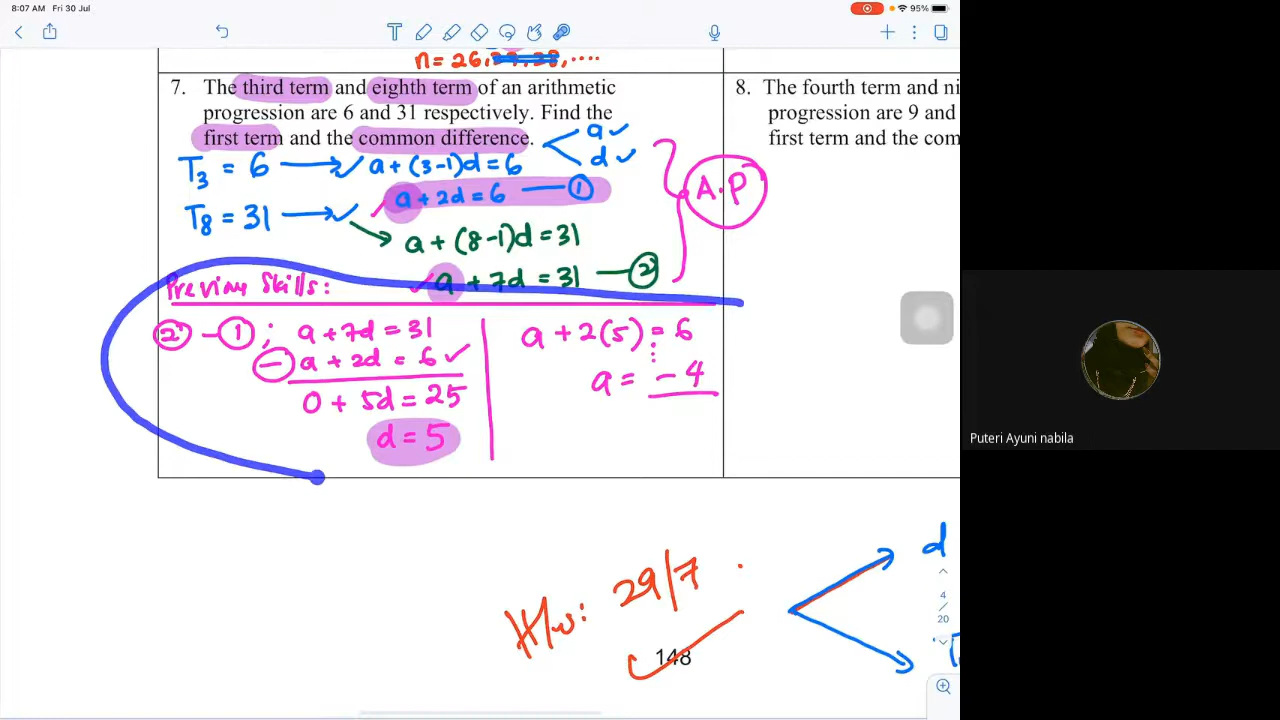 8:07 AM Fri 30 Jul
95%
n = 26, 27, 28, ....
7. The third term and eighth term of an arithmetic
progression are 6 and 31 respectively. Find the
first term and the common difference.
a ✓
d ✓
T₃ = 6 → ✓ a + (3-1)d = 6
a + 2d = 6 — ①
T₈ = 31 → ✓
a + (8-1)d = 31
a + 7d = 31 — ②
A.P
Previous Skills:
② - ① ; a + 7d = 31
- a + 2d = 6 ✓
0 + 5d = 25
d = 5
a + 2(5) = 6
a = -4
8. The fourth term and ni
progression are 9 and
first term and the com
H/w: 29/7
148
d
T
4
/
20
Puteri Ayuni nabila